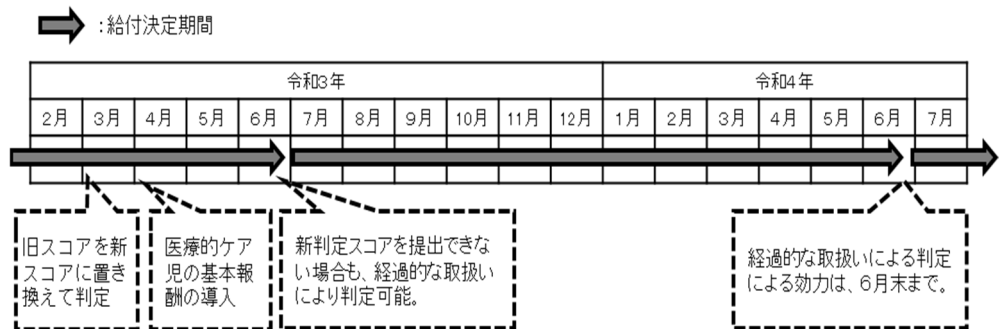 ：給付決定期間
令和3年 令和4年
2月 3月 4月 5月 6月 7月 8月 9月 10月 11月 12月 1月 2月 3月 4月 5月 6月 7月
旧スコアを新
スコアに置き
換えて判定
医療的ケア
児の基本報
酬の導入
新判定スコアを提出できな
い場合も、経過的な取扱い
により判定可能。
経過的な取扱いによる判定
による効力は、6月末まで。